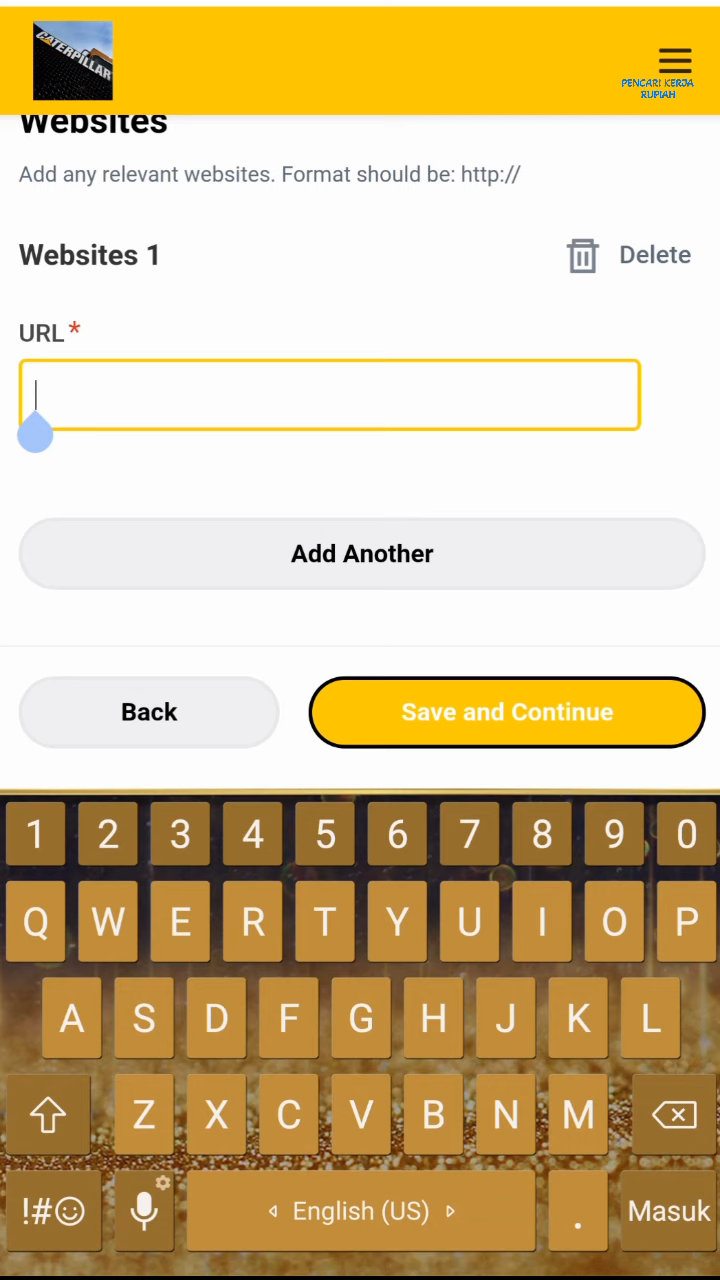 CATERPILLAR
PENCARI KERJA
RUPIAH
Websites
Add any relevant websites. Format should be: http://
Websites 1
Delete
URL*
Add Another
Back
Save and Continue
1 2 3 4 5 6 7 8 9 0
Q W E R T Y U I O P
A S D F G H J K L
Z X C V B N M
!#☺ English (US) . Masuk